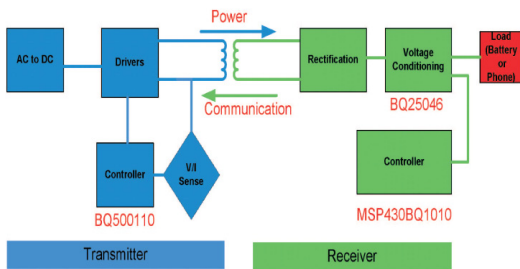 Power
AC to DC
Drivers
Rectification
Voltage
Conditioning
Load
(Battery
or
Phone)
Communication
BQ25046
Controller
V/I
Sense
Controller
BQ500110
MSP430BQ1010
Transmitter
Receiver